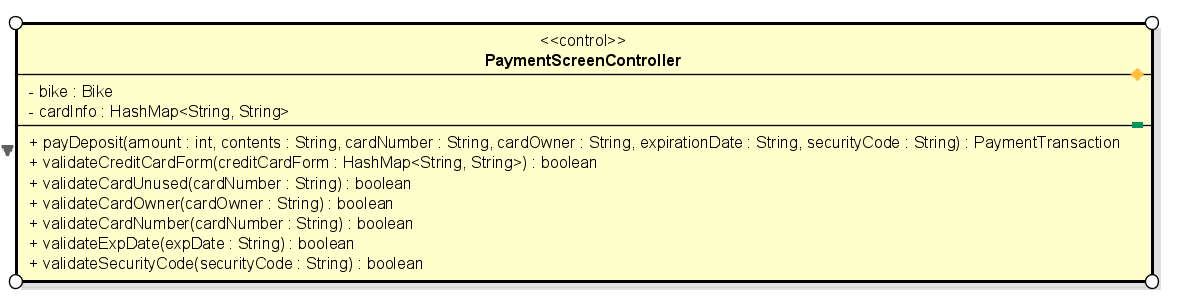 <<control>>
PaymentScreenController
- bike : Bike
- cardInfo : HashMap<String, String>
+ payDeposit(amount : int, contents : String, cardNumber : String, cardOwner : String, expirationDate : String, securityCode : String) : PaymentTransaction
+ validateCreditCardForm(creditCardForm : HashMap<String, String>) : boolean
+ validateCardUnused(cardNumber : String) : boolean
+ validateCardOwner(cardOwner : String) : boolean
+ validateCardNumber(cardNumber : String) : boolean
+ validateExpDate(expDate : String) : boolean
+ validateSecurityCode(securityCode : String) : boolean